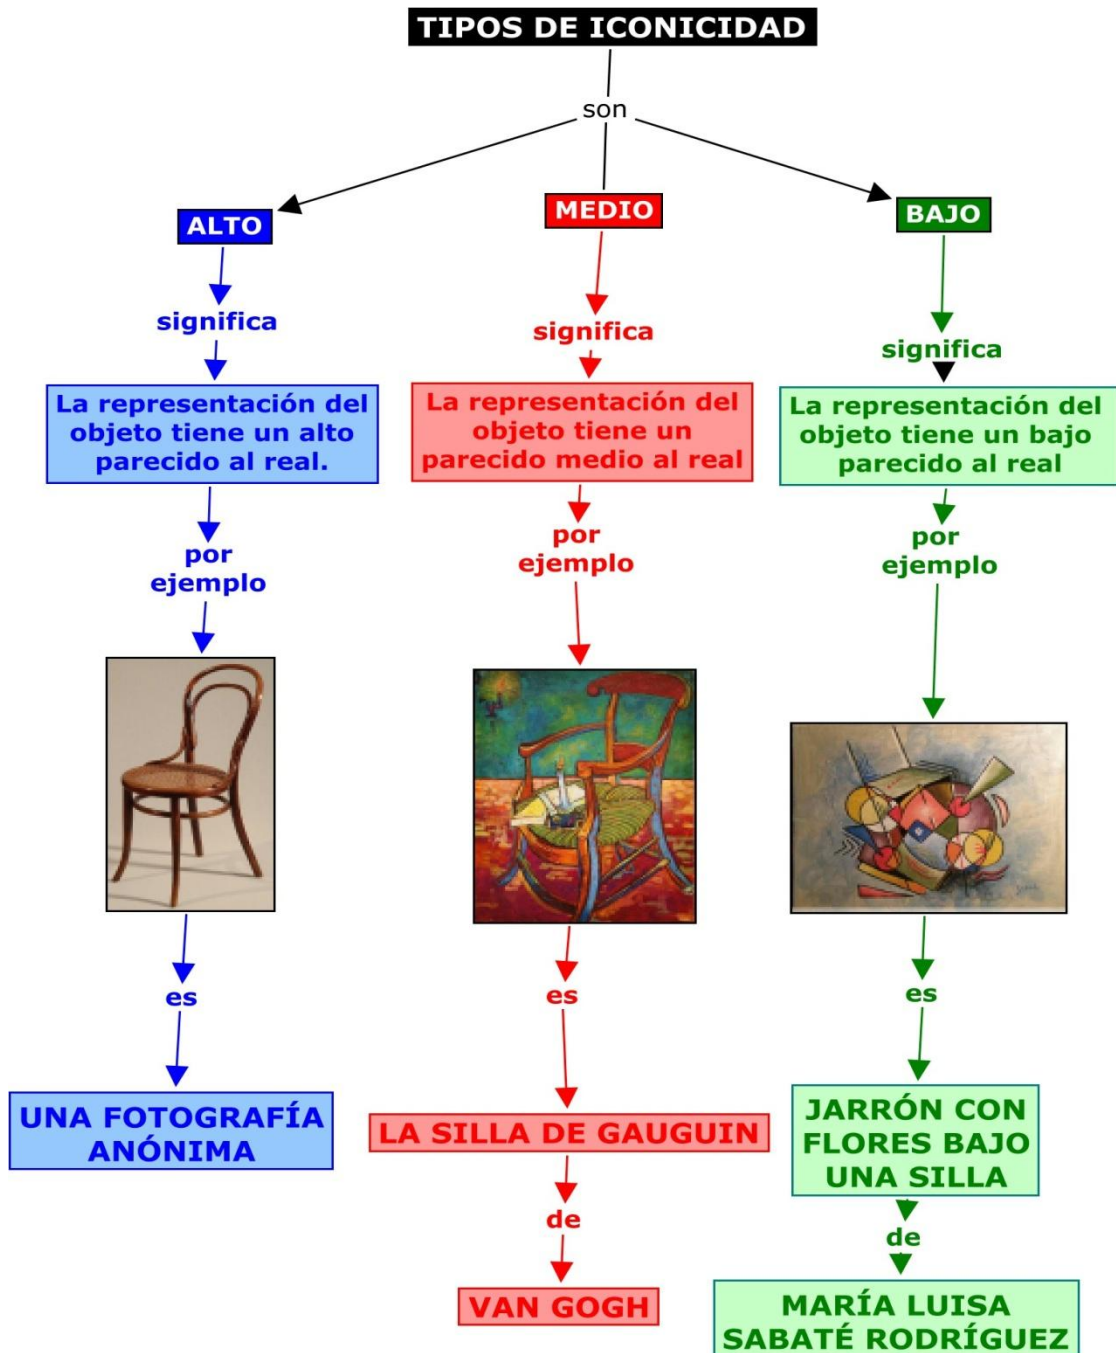 TIPOS DE ICONICIDAD
son
ALTO
significa
La representación del
objeto tiene un alto
parecido al real.
por
ejemplo
es
UNA FOTOGRAFÍA
ANÓNIMA
MEDIO
significa
La representación del
objeto tiene un
parecido medio al real
por
ejemplo
es
LA SILLA DE GAUGUIN
de
VAN GOGH
BAJO
significa
La representación del
objeto tiene un bajo
parecido al real
por
ejemplo
es
JARRÓN CON
FLORES BAJO
UNA SILLA
de
MARÍA LUISA
SABATÉ RODRÍGUEZ